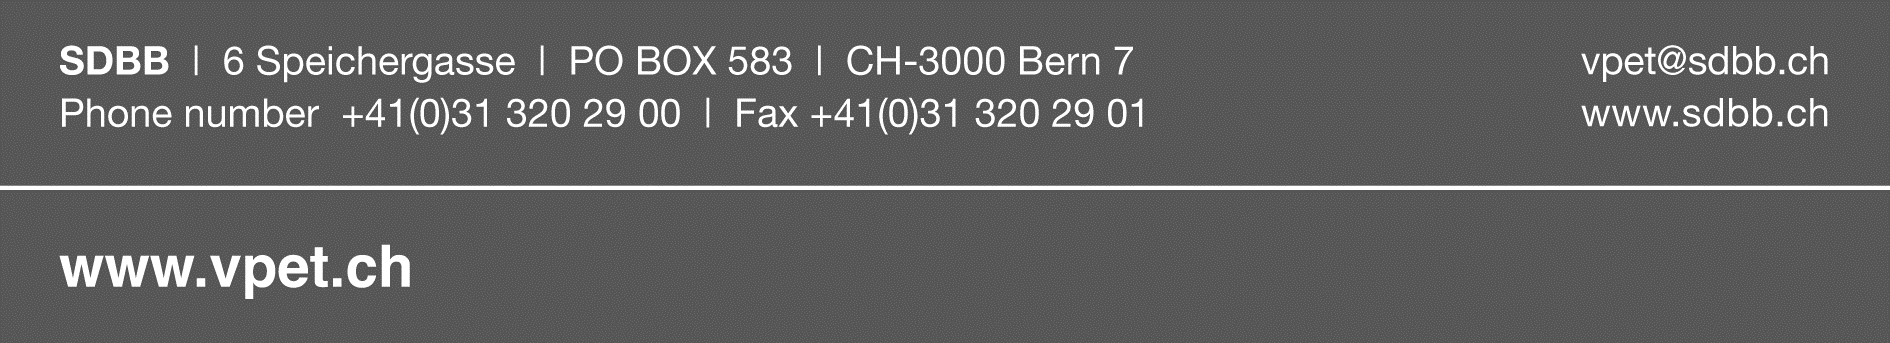 SDBB | 6 Speichergasse | PO BOX 583 | CH-3000 Bern 7
Phone number +41(0)31 320 29 00 | Fax +41(0)31 320 29 01
vpet@sdbb.ch
www.sdbb.ch
www.vpet.ch